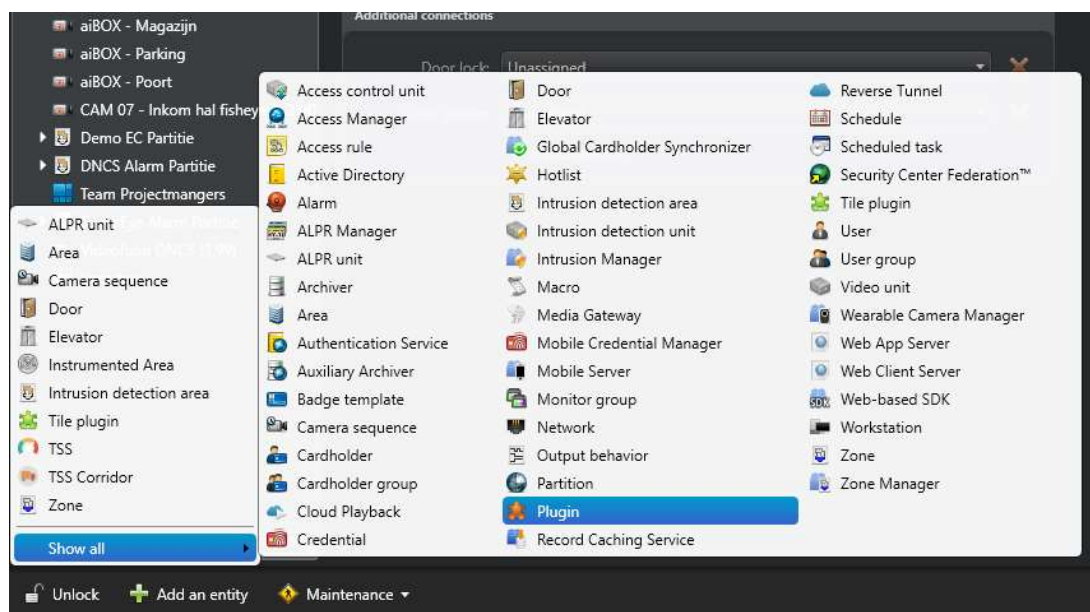 Additional connections
aiBOX - Magazijn
aiBOX - Parking
Door lock: Unassigned
aiBOX - Poort
CAM 07 - Inkom hal fishey
Demo EC Partitie
DNCS Alarm Partitie
Team Projectmangers
ALPR unit
Area
Camera sequence
Door
Elevator
Instrumented Area
Intrusion detection area
Tile plugin
TSS
TSS Corridor
Zone
Show all
Access control unit
Access Manager
Access rule
Active Directory
Alarm
ALPR Manager
ALPR unit
Archiver
Area
Authentication Service
Auxiliary Archiver
Badge template
Camera sequence
Cardholder
Cardholder group
Cloud Playback
Credential
Door
Elevator
Global Cardholder Synchronizer
Hotlist
Intrusion detection area
Intrusion detection unit
Intrusion Manager
Macro
Media Gateway
Mobile Credential Manager
Mobile Server
Monitor group
Network
Output behavior
Partition
Plugin
Record Caching Service
Reverse Tunnel
Schedule
Scheduled task
Security Center Federation™
Tile plugin
User
User group
Video unit
Wearable Camera Manager
Web App Server
Web Client Server
Web-based SDK
Workstation
Zone
Zone Manager
Unlock
Add an entity
Maintenance